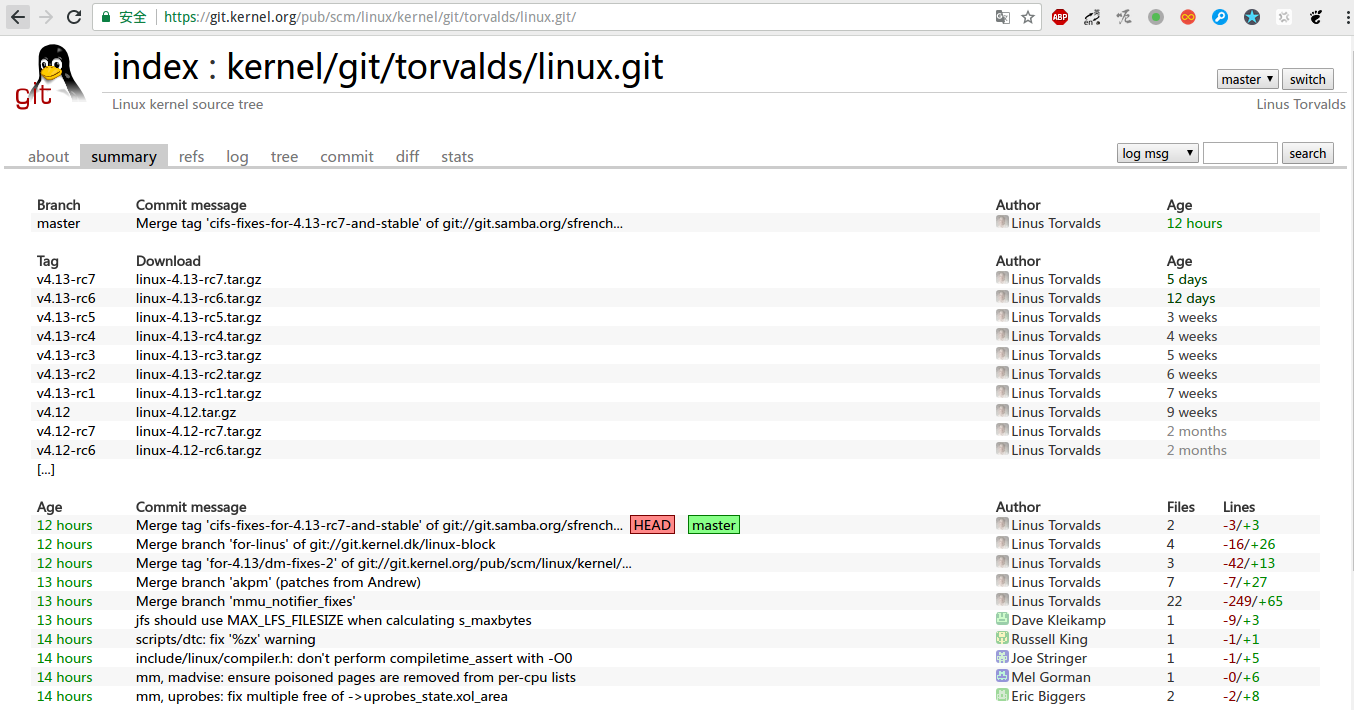 安全 https://git.kernel.org/pub/scm/linux/kernel/git/torvalds/linux.git/ ABP en
git index : kernel/git/torvalds/linux.git master switch
Linux kernel source tree Linus Torvalds
about summary refs log tree commit diff stats log msg search
Branch Commit message Author Age
master Merge tag 'cifs-fixes-for-4.13-rc7-and-stable' of git://git.samba.org/sfrench... Linus Torvalds 12 hours
Tag Download Author Age
v4.13-rc7 linux-4.13-rc7.tar.gz Linus Torvalds 5 days
v4.13-rc6 linux-4.13-rc6.tar.gz Linus Torvalds 12 days
v4.13-rc5 linux-4.13-rc5.tar.gz Linus Torvalds 3 weeks
v4.13-rc4 linux-4.13-rc4.tar.gz Linus Torvalds 4 weeks
v4.13-rc3 linux-4.13-rc3.tar.gz Linus Torvalds 5 weeks
v4.13-rc2 linux-4.13-rc2.tar.gz Linus Torvalds 6 weeks
v4.13-rc1 linux-4.13-rc1.tar.gz Linus Torvalds 7 weeks
v4.12 linux-4.12.tar.gz Linus Torvalds 9 weeks
v4.12-rc7 linux-4.12-rc7.tar.gz Linus Torvalds 2 months
v4.12-rc6 linux-4.12-rc6.tar.gz Linus Torvalds 2 months
[...]
Age Commit message Author Files Lines
12 hours Merge tag 'cifs-fixes-for-4.13-rc7-and-stable' of git://git.samba.org/sfrench... HEAD master Linus Torvalds 2 -3/+3
12 hours Merge branch 'for-linus' of git://git.kernel.dk/linux-block Linus Torvalds 4 -16/+26
12 hours Merge tag 'for-4.13/dm-fixes-2' of git://git.kernel.org/pub/scm/linux/kernel/... Linus Torvalds 3 -42/+13
13 hours Merge branch 'akpm' (patches from Andrew) Linus Torvalds 7 -7/+27
13 hours Merge branch 'mmu_notifier_fixes' Linus Torvalds 22 -249/+65
13 hours jfs should use MAX_LFS_FILESIZE when calculating s_maxbytes Dave Kleikamp 1 -9/+3
14 hours scripts/dtc: fix '%zx' warning Russell King 1 -1/+1
14 hours include/linux/compiler.h: don't perform compiletime_assert with -O0 Joe Stringer 1 -1/+5
14 hours mm, madvise: ensure poisoned pages are removed from per-cpu lists Mel Gorman 1 -0/+6
14 hours mm, uprobes: fix multiple free of ->uprobes_state.xol_area Eric Biggers 2 -2/+8